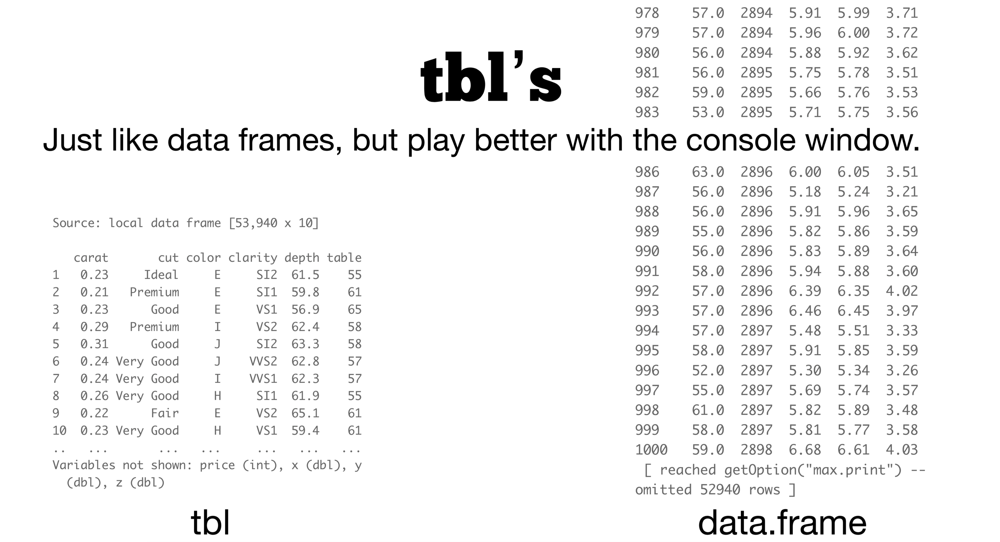 tbl’s
Just like data frames, but play better with the console window.
Source: local data frame [53,940 x 10]
carat cut color clarity depth table
1 0.23 Ideal E SI2 61.5 55
2 0.21 Premium E SI1 59.8 61
3 0.23 Good E VS1 56.9 65
4 0.29 Premium I VS2 62.4 58
5 0.31 Good J SI2 63.3 58
6 0.24 Very Good J VVS2 62.8 57
7 0.24 Very Good I VVS1 62.3 57
8 0.26 Very Good H SI1 61.9 55
9 0.22 Fair E VS2 65.1 61
10 0.23 Very Good H VS1 59.4 61
.. ... ... ... ... ... ...
Variables not shown: price (int), x (dbl), y
(dbl), z (dbl)
tbl
978 57.0 2894 5.91 5.99 3.71
979 57.0 2894 5.96 6.00 3.72
980 56.0 2894 5.88 5.92 3.62
981 56.0 2895 5.75 5.78 3.51
982 59.0 2895 5.66 5.76 3.53
983 53.0 2895 5.71 5.75 3.56
986 63.0 2896 6.00 6.05 3.51
987 56.0 2896 5.18 5.24 3.21
988 56.0 2896 5.91 5.96 3.65
989 55.0 2896 5.82 5.86 3.59
990 56.0 2896 5.83 5.89 3.64
991 58.0 2896 5.94 5.88 3.60
992 57.0 2896 6.39 6.35 4.02
993 57.0 2896 6.46 6.45 3.97
994 57.0 2897 5.48 5.51 3.33
995 58.0 2897 5.91 5.85 3.59
996 52.0 2897 5.30 5.34 3.26
997 55.0 2897 5.69 5.74 3.57
998 61.0 2897 5.82 5.89 3.48
999 58.0 2897 5.81 5.77 3.58
1000 59.0 2898 6.68 6.61 4.03
[ reached getOption("max.print") --
omitted 52940 rows ]
data.frame